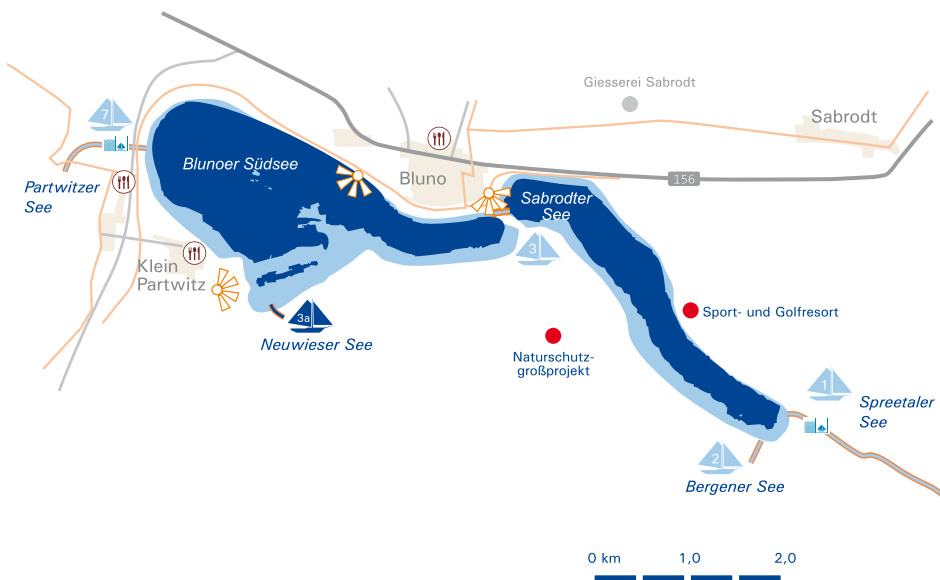 Giesserei Sabrodt
7
Sabrodt
Blunoer Südsee
Bluno
156
Partwitzer
See
Sabrodter
See
3
Klein
Partwitz
3a
Neuwieser See
Sport- und Golfresort
Naturschutz-
großprojekt
1
Spreetaler
See
2
Bergener See
0 km 1,0 2,0